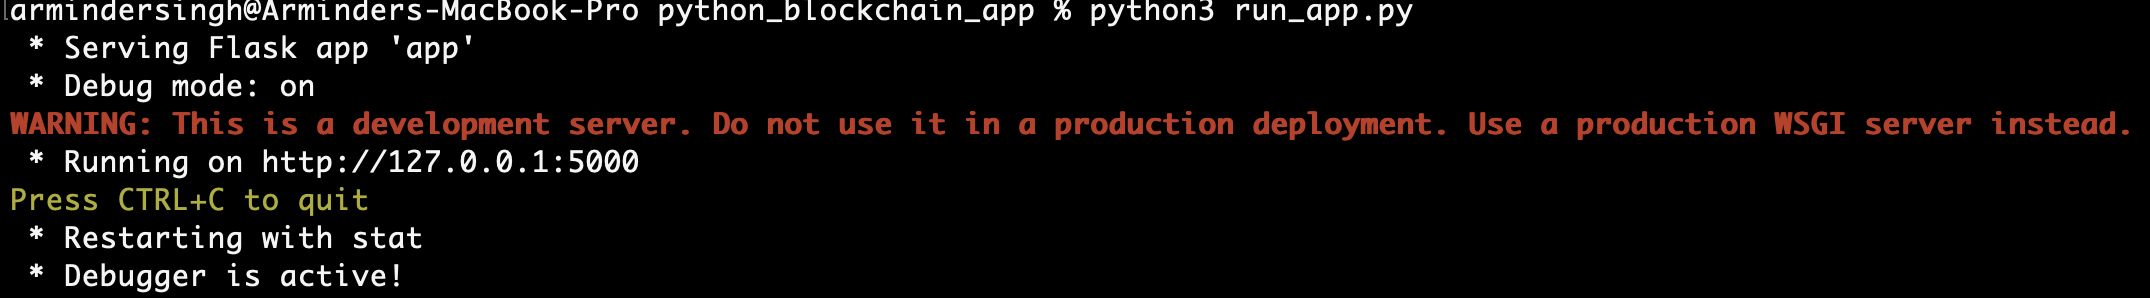 armindersingh@Arminders-MacBook-Pro python_blockchain_app % python3 run_app.py
 * Serving Flask app 'app'
 * Debug mode: on
WARNING: This is a development server. Do not use it in a production deployment. Use a production WSGI server instead.
 * Running on http://127.0.0.1:5000
Press CTRL+C to quit
 * Restarting with stat
 * Debugger is active!